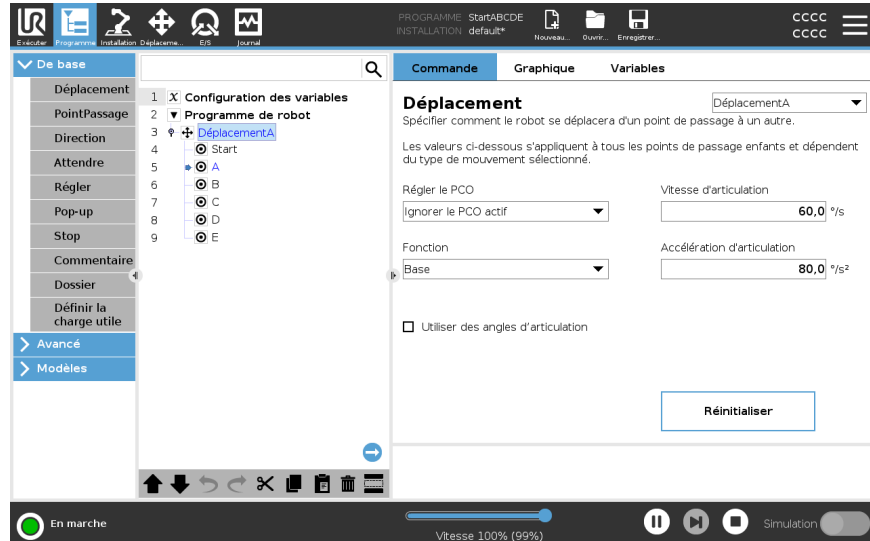 PROGRAMME StartABCDE
INSTALLATION default*
Exécuter
Programme
Installation
Déplaceme...
E/S
Journal
Nouveau...
Ouvrir...
Enregistrer...
CCCC
CCCC
De base
Déplacement
PointPassage
Direction
Attendre
Régler
Pop-up
Stop
Commentaire
Dossier
Définir la
charge utile
Avancé
Modèles
1 X Configuration des variables
2 Programme de robot
3 DéplacementA
4 Start
5 A
6 B
7 C
8 D
9 E
Commande Graphique Variables
Déplacement
DéplacementA
Spécifier comment le robot se déplacera d'un point de passage à un autre.
Les valeurs ci-dessous s'appliquent à tous les points de passage enfants et dépendent
du type de mouvement sélectionné.
Régler le PCO
Vitesse d'articulation
Ignorer le PCO actif
60,0 °/s
Fonction
Accélération d'articulation
Base
80,0 °/s²
Utiliser des angles d’articulation
Réinitialiser
En marche
Vitesse 100% (99%)
Simulation